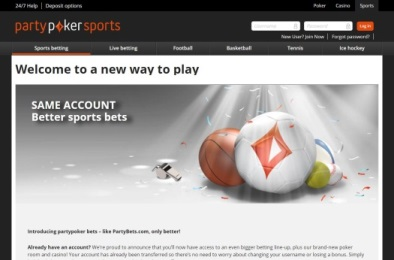 24/7 Help | Deposit options
Poker Casino Sports
partypokersports
Username Password Log in
New User? Join Now | Forgot password?
Sports betting Live betting Football Basketball Tennis Ice hockey
Welcome to a new way to play
SAME ACCOUNT
Better sports bets
Introducing partypoker bets – like PartyBets.com, only better!
Already have an account? We're proud to announce that you'll now have access to an even bigger betting line-up, plus our brand-new poker
room and casino! Your account has already been transferred so there's no need to worry about changing your username or losing a bonus. Simply